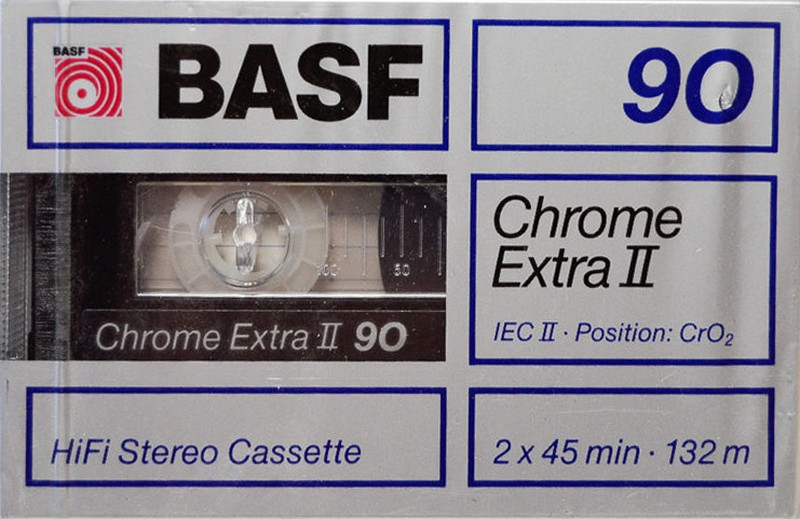 BASF
BASF
90
Chrome
Extra II
IEC II · Position: CrO₂
100 50
Chrome Extra II 90
HiFi Stereo Cassette
2 x 45 min · 132 m